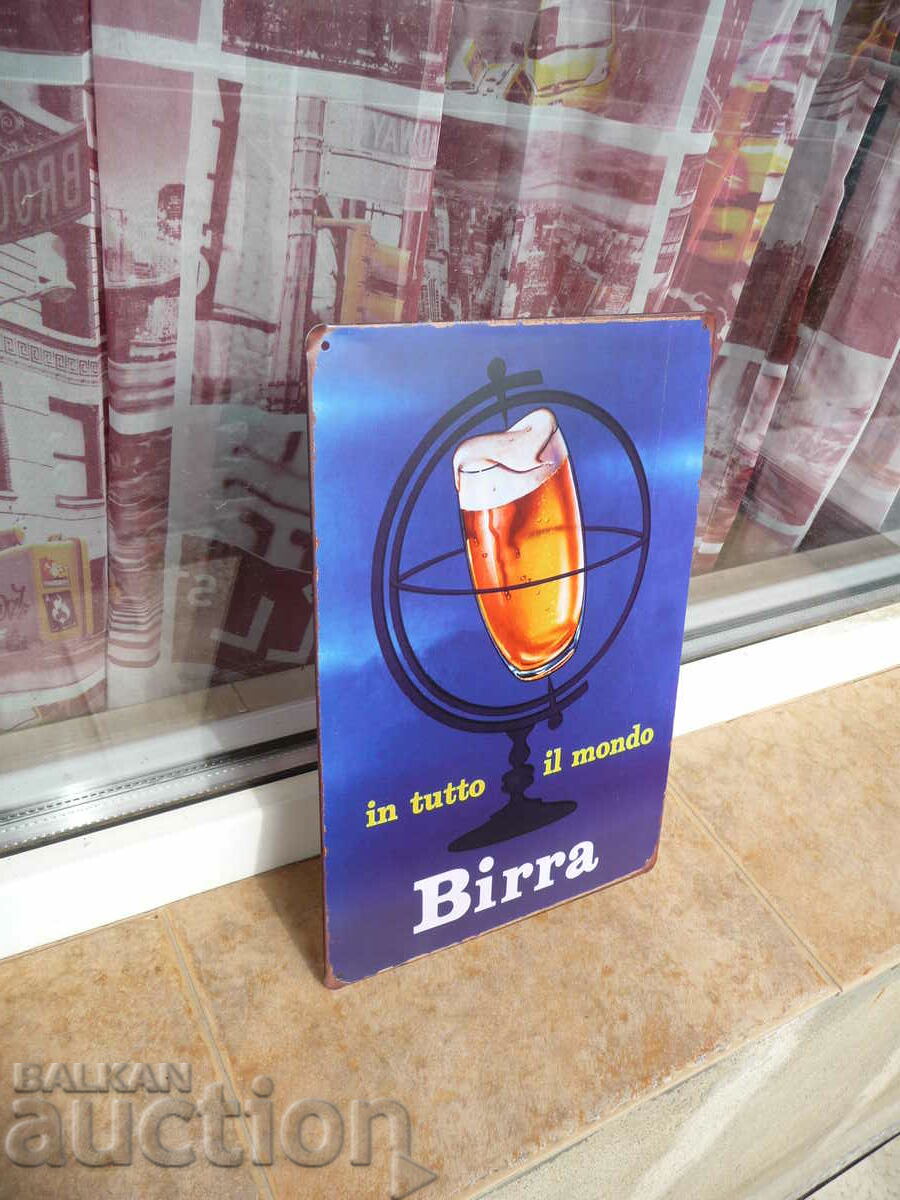 in tutto il mondo
Birra
BALKAN
auction